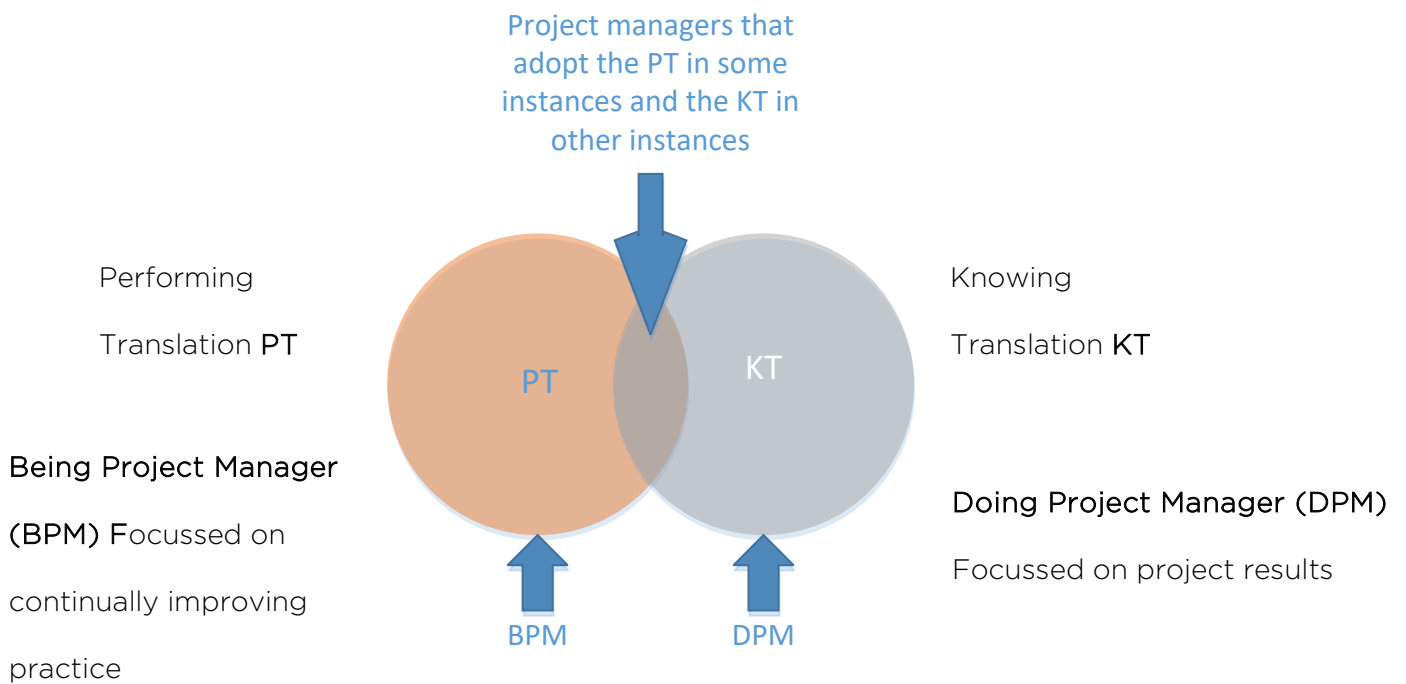 Project managers that
adopt the PT in some
instances and the KT in
other instances
Performing
Translation PT
Knowing
Translation KT
PT
KT
Being Project Manager
(BPM) Focussed on
continually improving
practice
Doing Project Manager (DPM)
Focussed on project results
BPM
DPM